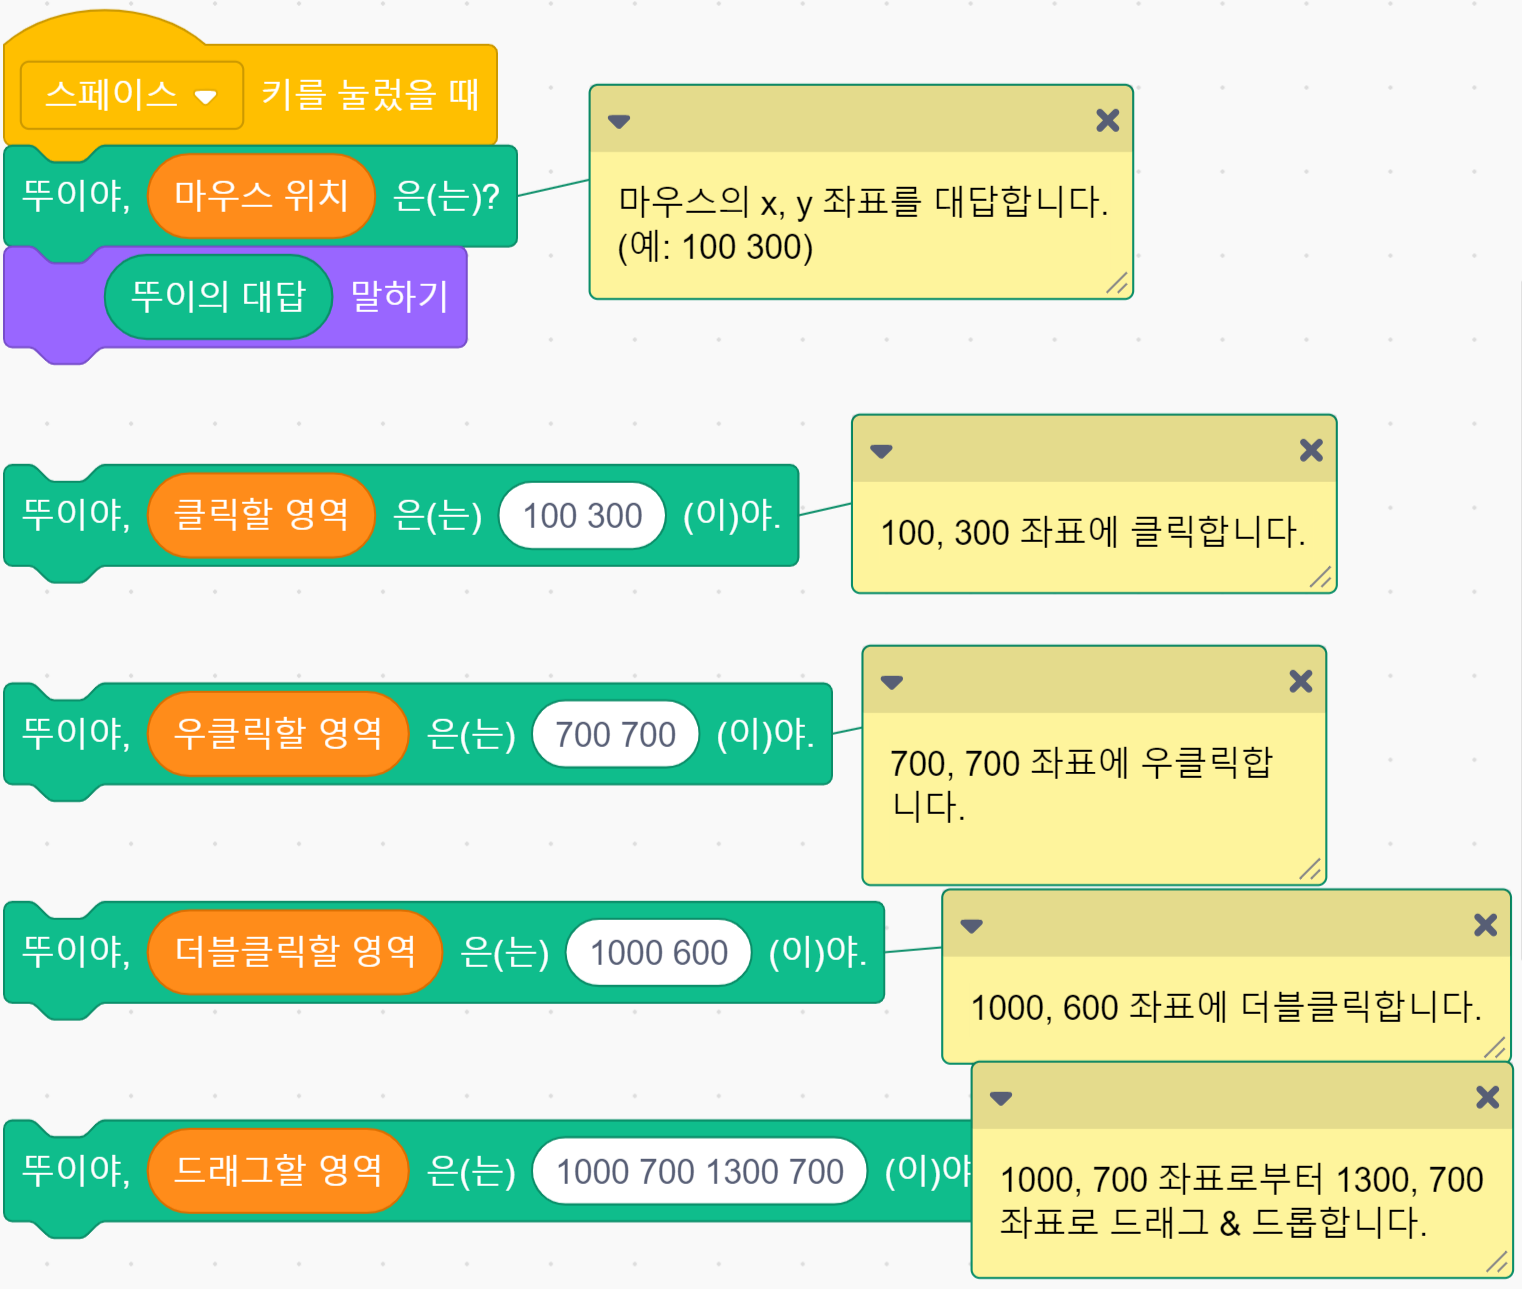 스페이스 키를 눌렀을 때
뚜이야, 마우스 위치 은(는)?
뚜이의 대답 말하기
마우스의 x, y 좌표를 대답합니다.
(예: 100 300)
뚜이야, 클릭할 영역 은(는) 100 300 (이)야.
100, 300 좌표에 클릭합니다.
뚜이야, 우클릭할 영역 은(는) 700 700 (이)야.
700, 700 좌표에 우클릭합
니다.
뚜이야, 더블클릭할 영역 은(는) 1000 600 (이)야.
1000, 600 좌표에 더블클릭합니다.
뚜이야, 드래그할 영역 은(는) 1000 700 1300 700 (이)야
1000, 700 좌표로부터 1300, 700
좌표로 드래그 & 드롭합니다.